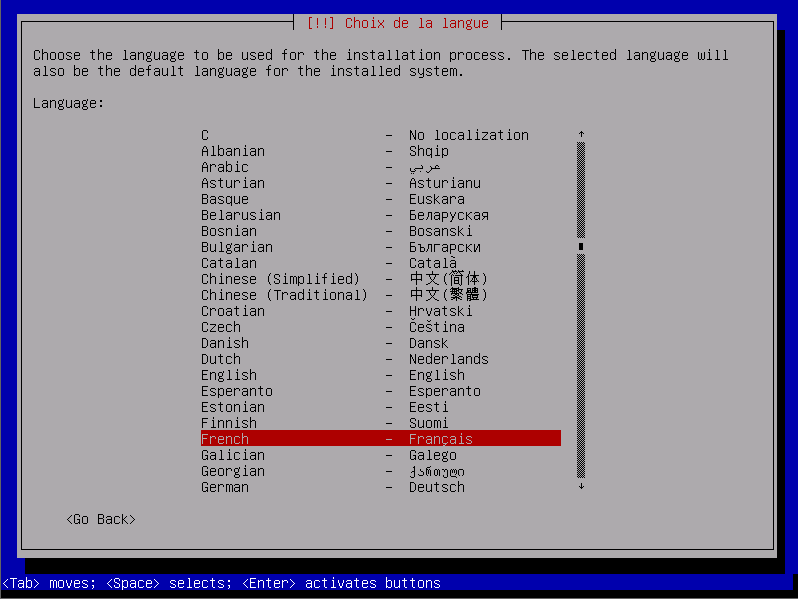 [!!] Choix de la langue
Choose the language to be used for the installation process. The selected language will
also be the default language for the installed system.
Language:
C - No localization
Albanian - Shqip
Arabic - عربي
Asturian - Asturianu
Basque - Euskara
Belarusian - Беларуская
Bosnian - Bosanski
Bulgarian - Български
Catalan - Català
Chinese (Simplified) - 中文(简体)
Chinese (Traditional) - 中文(繁體)
Croatian - Hrvatski
Czech - Čeština
Danish - Dansk
Dutch - Nederlands
English - English
Esperanto - Esperanto
Estonian - Eesti
Finnish - Suomi
French - Français
Galician - Galego
Georgian - ქართული
German - Deutsch
<Go Back>
<Tab> moves; <Space> selects; <Enter> activates buttons